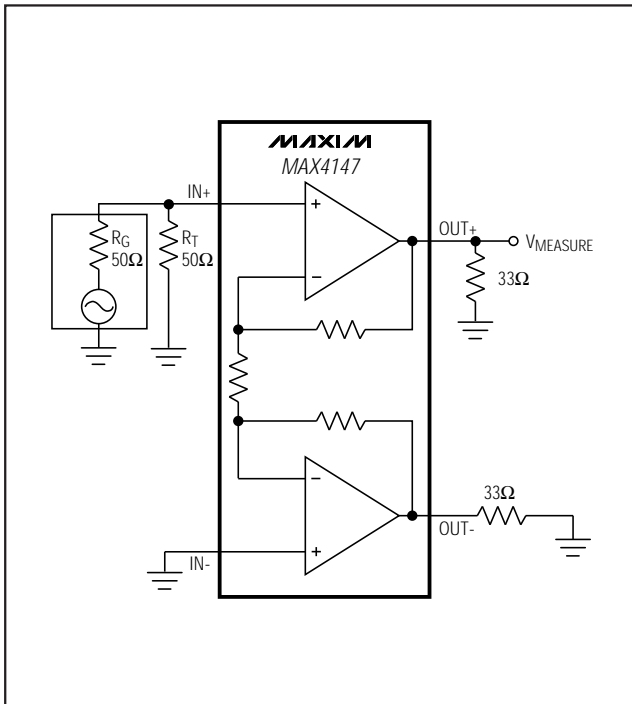 MAXIM
MAX4147
IN+
RG
50Ω
RT
50Ω
+
−
OUT+
VMEASURE
33Ω
−
+
33Ω
OUT-
IN-